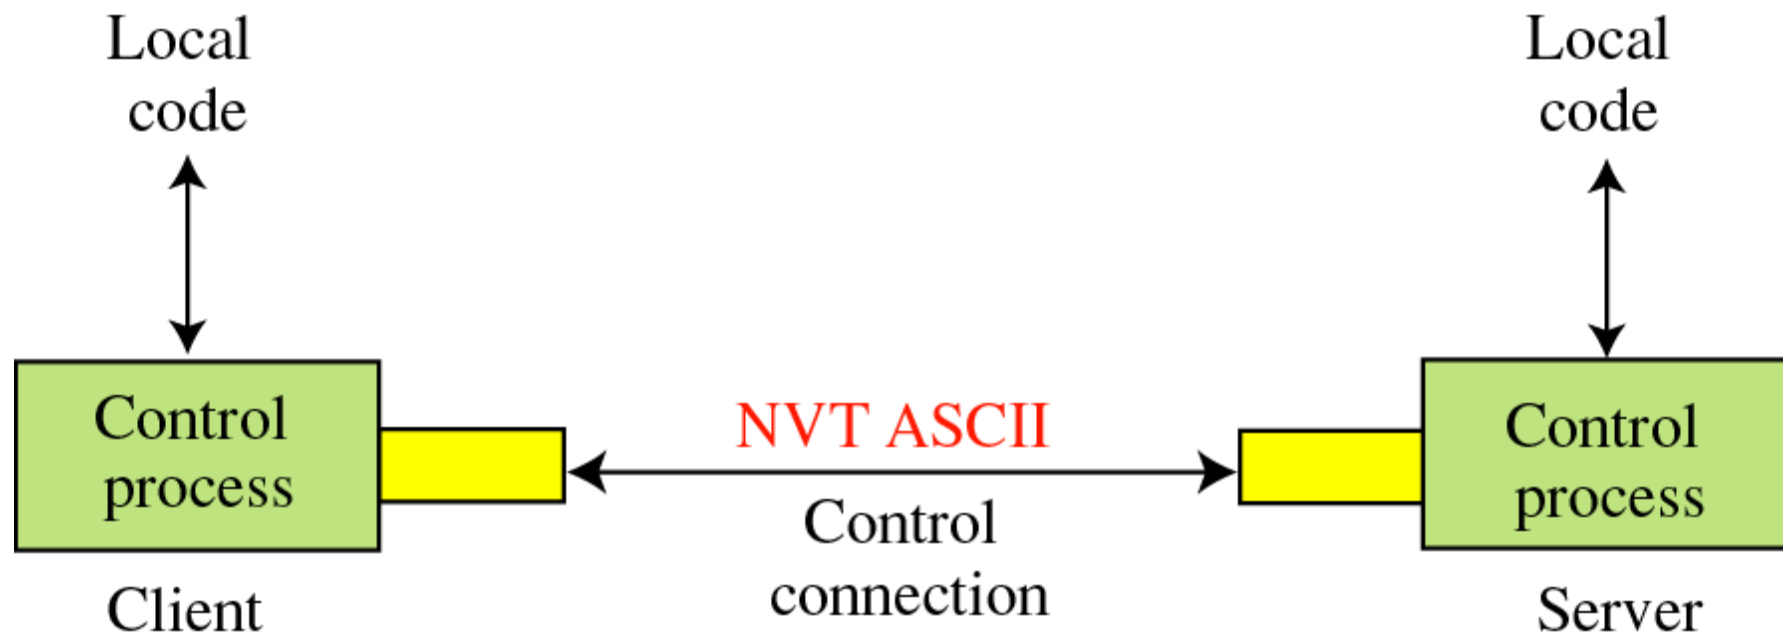 Local
code
Local
code
Control
process
NVT ASCII
Control
connection
Control
process
Client
Server